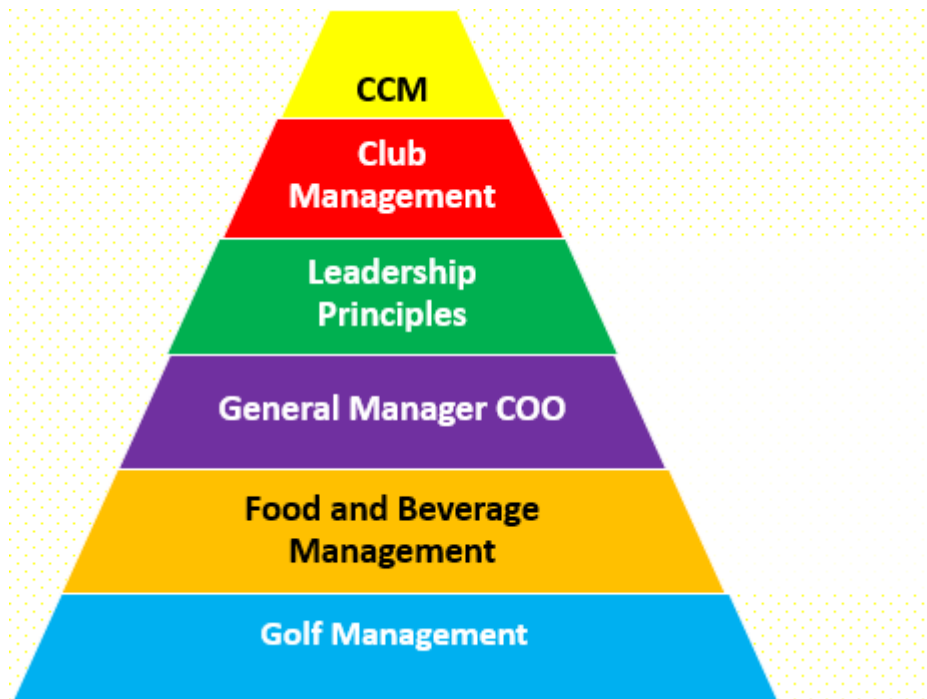 CCM
Club
Management
Leadership
Principles
General Manager COO
Food and Beverage
Management
Golf Management